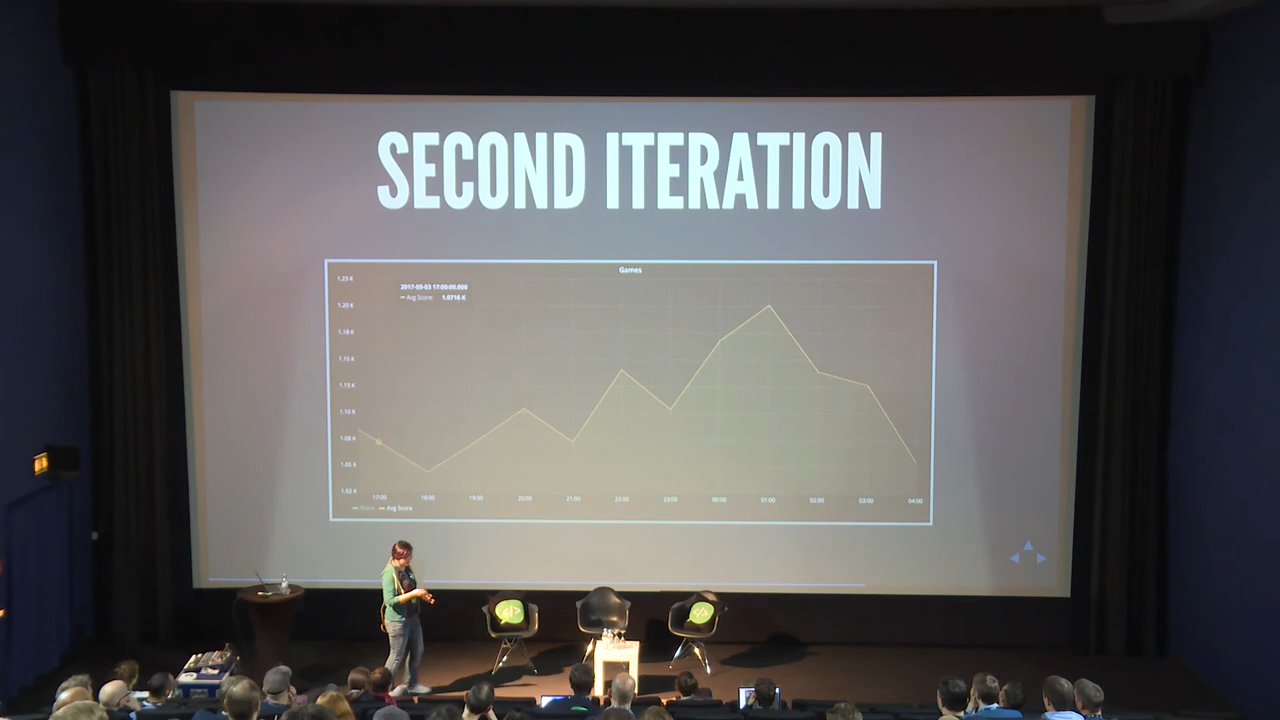 SECOND ITERATION
Games
2017-09-03 17:00:00.000
Avg Score: 1.0716 K
1.23 K
1.20 K
1.18 K
1.15 K
1.13 K
1.10 K
1.08 K
1.05 K
1.02 K
17:00 18:00 19:00 20:00 21:00 22:00 23:00 00:00 01:00 02:00 03:00 04:00
Score Avg Score
</>
</>